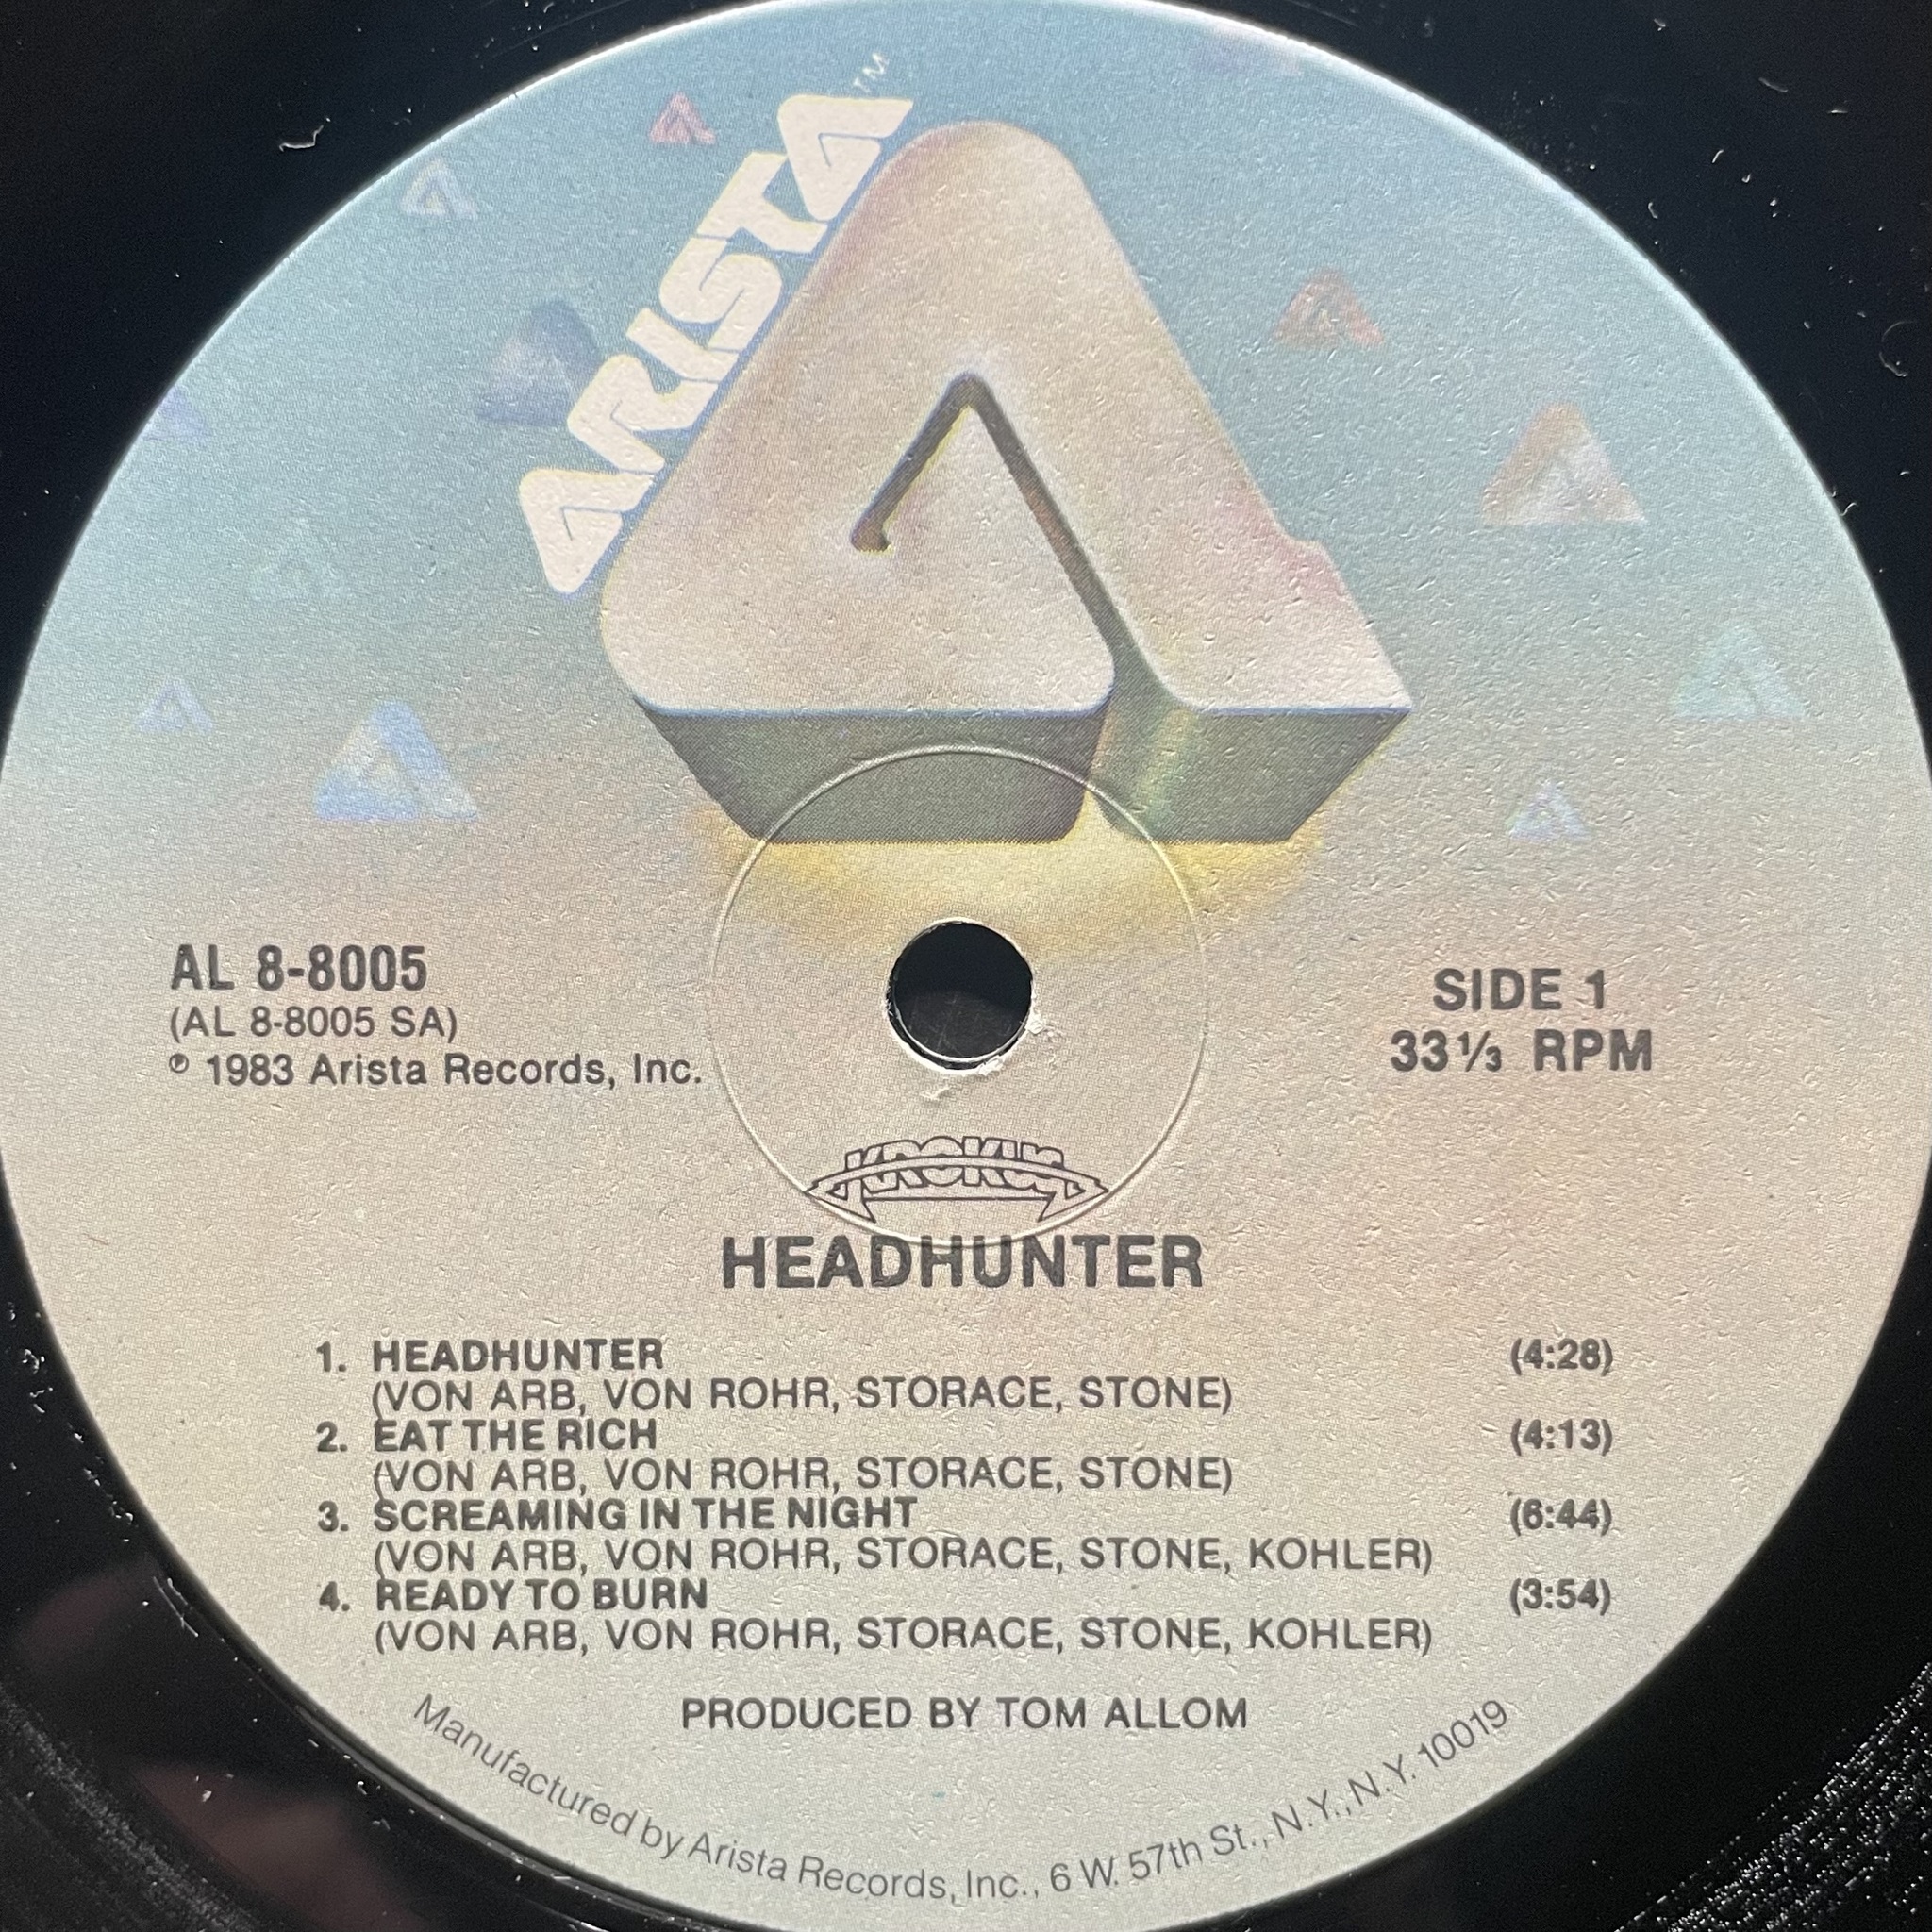 ARISTA™
AL 8-8005
(AL 8-8005 SA)
℗ 1983 Arista Records, Inc.
SIDE 1
33⅓ RPM
KROKUS
HEADHUNTER
1. HEADHUNTER (4:28)
(VON ARB, VON ROHR, STORACE, STONE)
2. EAT THE RICH (4:13)
(VON ARB, VON ROHR, STORACE, STONE)
3. SCREAMING IN THE NIGHT (6:44)
(VON ARB, VON ROHR, STORACE, STONE, KOHLER)
4. READY TO BURN (3:54)
(VON ARB, VON ROHR, STORACE, STONE, KOHLER)
PRODUCED BY TOM ALLOM
Manufactured by Arista Records, Inc., 6 W. 57th St., N.Y., N.Y. 10019